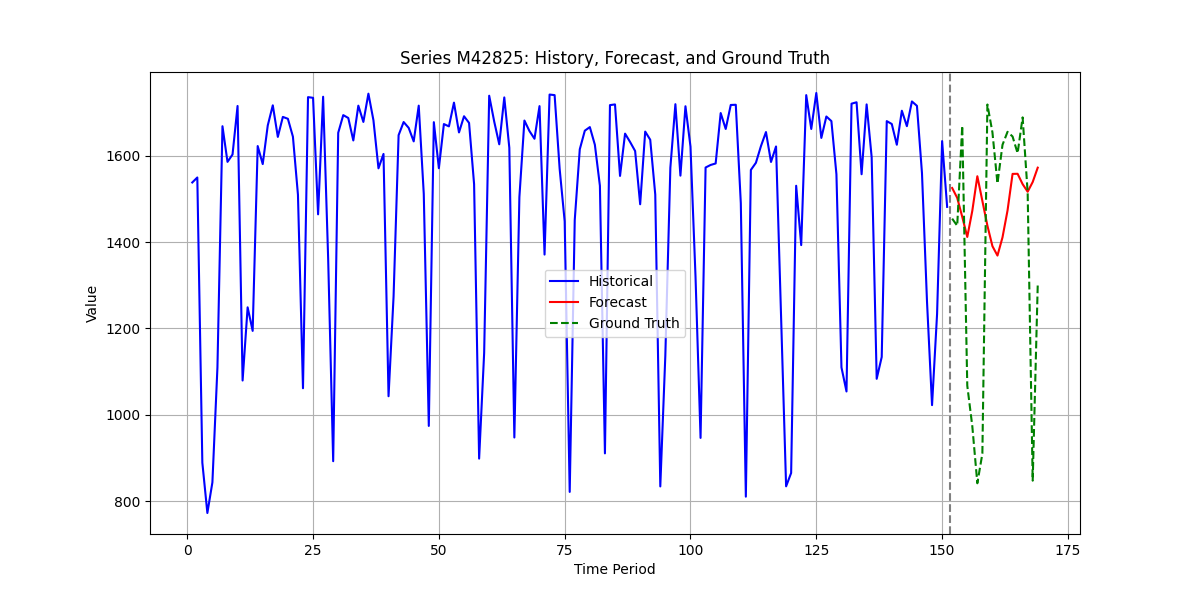 Series M42825: History, Forecast, and Ground Truth
Value
1600
1400
1200
1000
800
Historical
Forecast
Ground Truth
0 25 50 75 100 125 150 175
Time Period